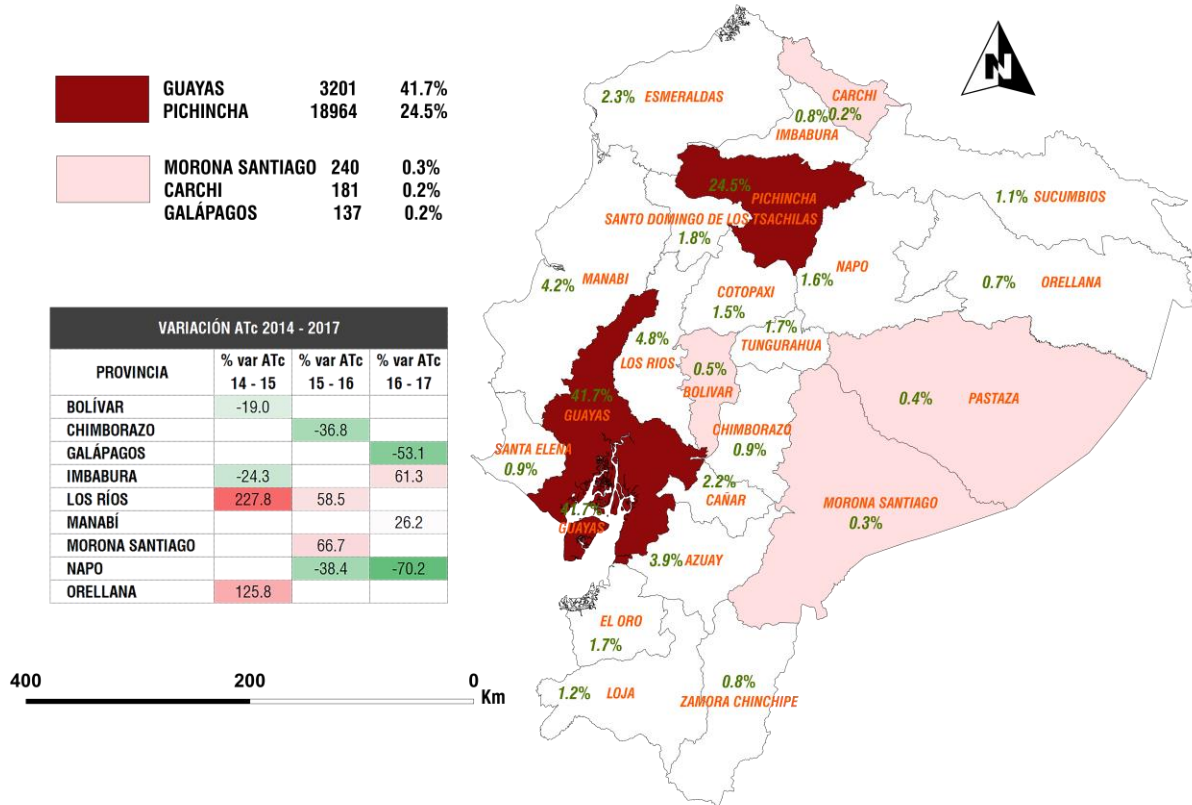 GUAYAS 3201 41.7%
PICHINCHA 18964 24.5%
MORONA SANTIAGO 240 0.3%
CARCHI 181 0.2%
GALÁPAGOS 137 0.2%
VARIACIÓN ATc 2014 - 2017
PROVINCIA % var ATc 14 - 15 % var ATc 15 - 16 % var ATc 16 - 17
BOLÍVAR -19.0
CHIMBORAZO -36.8
GALÁPAGOS -53.1
IMBABURA -24.3 61.3
LOS RÍOS 227.8 58.5
MANABÍ 26.2
MORONA SANTIAGO 66.7
NAPO -38.4 -70.2
ORELLANA 125.8
400 200 0 Km
N
2.3% ESMERALDAS
CARCHI
0.8% 0.2%
IMBABURA
24.5%
PICHINCHA
1.1% SUCUMBIOS
SANTO DOMINGO DE LOS TSACHILAS
1.8%
4.2% MANABI
NAPO
1.6%
0.7% ORELLANA
COTOPAXI
1.5%
1.7%
TUNGURAHUA
4.8%
LOS RIOS
0.5%
BOLIVAR
0.4% PASTAZA
41.7%
GUAYAS
CHIMBORAZO
0.9%
SANTA ELENA
0.9%
2.2%
CAÑAR
MORONA SANTIAGO
0.3%
41.7%
GUAYAS
3.9% AZUAY
EL ORO
1.7%
1.2% LOJA
0.8%
ZAMORA CHINCHIPE